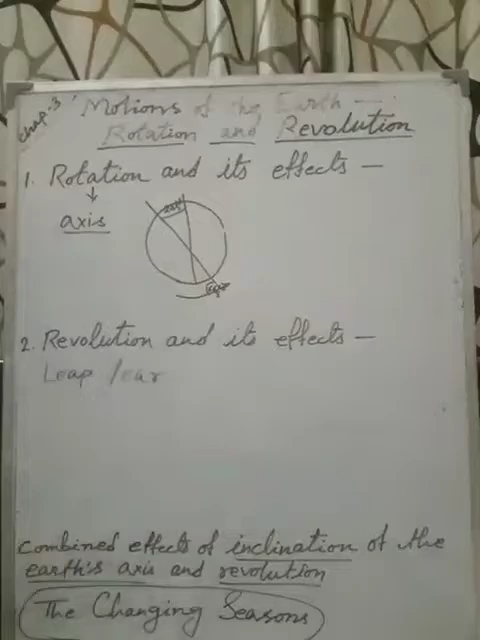 Chap:3 Motions of the Earth —
Rotation and Revolution
1. Rotation and its effects —
axis
2. Revolution and its effects —
Leap Year
combined effects of inclination of the
earth's axis and revolution
The Changing Seasons